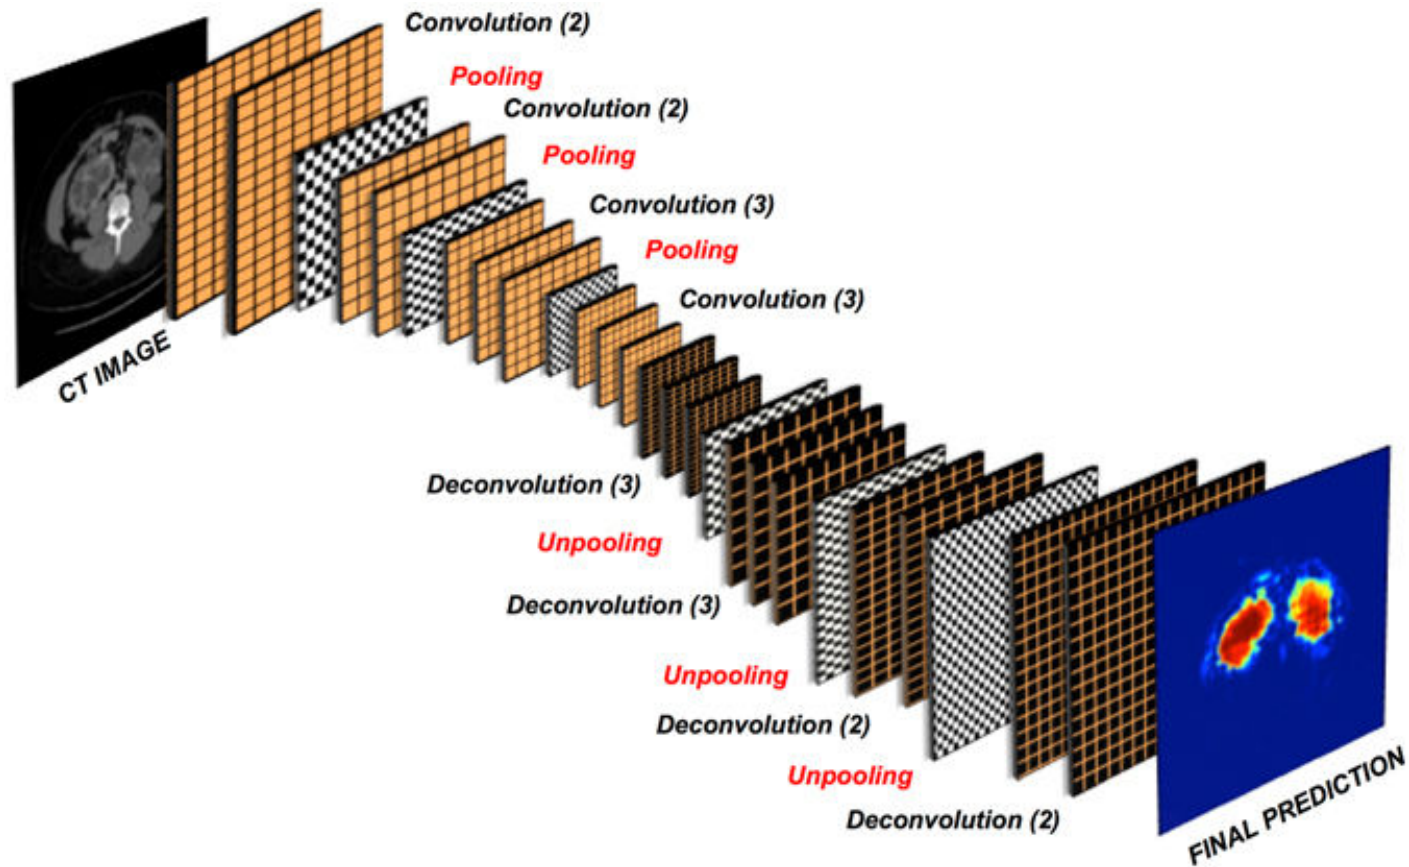 Convolution (2)
Pooling
Convolution (2)
Pooling
Convolution (3)
Pooling
Convolution (3)
CT IMAGE
Deconvolution (3)
Unpooling
Deconvolution (3)
Unpooling
Deconvolution (2)
Unpooling
Deconvolution (2)
FINAL PREDICTION